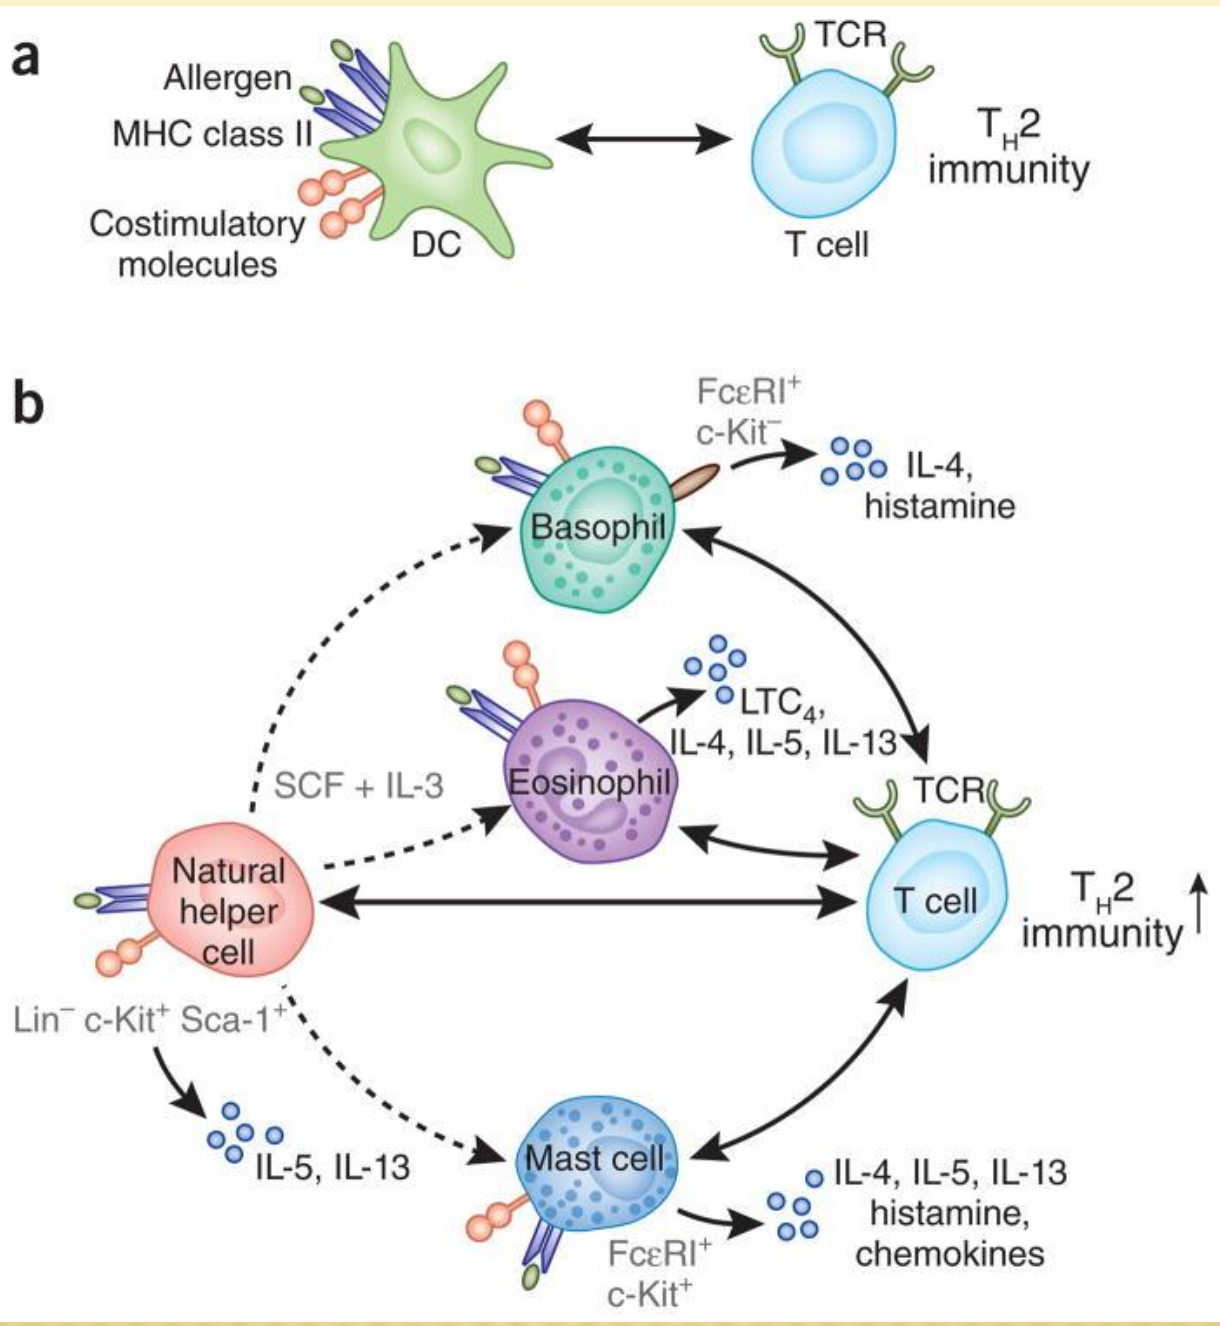 a
Allergen
MHC class II
Costimulatory
molecules
DC
TCR
T cell
TH2
immunity
b
FcεRI+
c-Kit–
IL-4,
histamine
Basophil
LTC4,
IL-4, IL-5, IL-13
Eosinophil
SCF + IL-3
TCR
Natural
helper
cell
T cell
TH2
immunity
Lin– c-Kit+ Sca-1+
IL-5, IL-13
Mast cell
IL-4, IL-5, IL-13
histamine,
chemokines
FcεRI+
c-Kit+